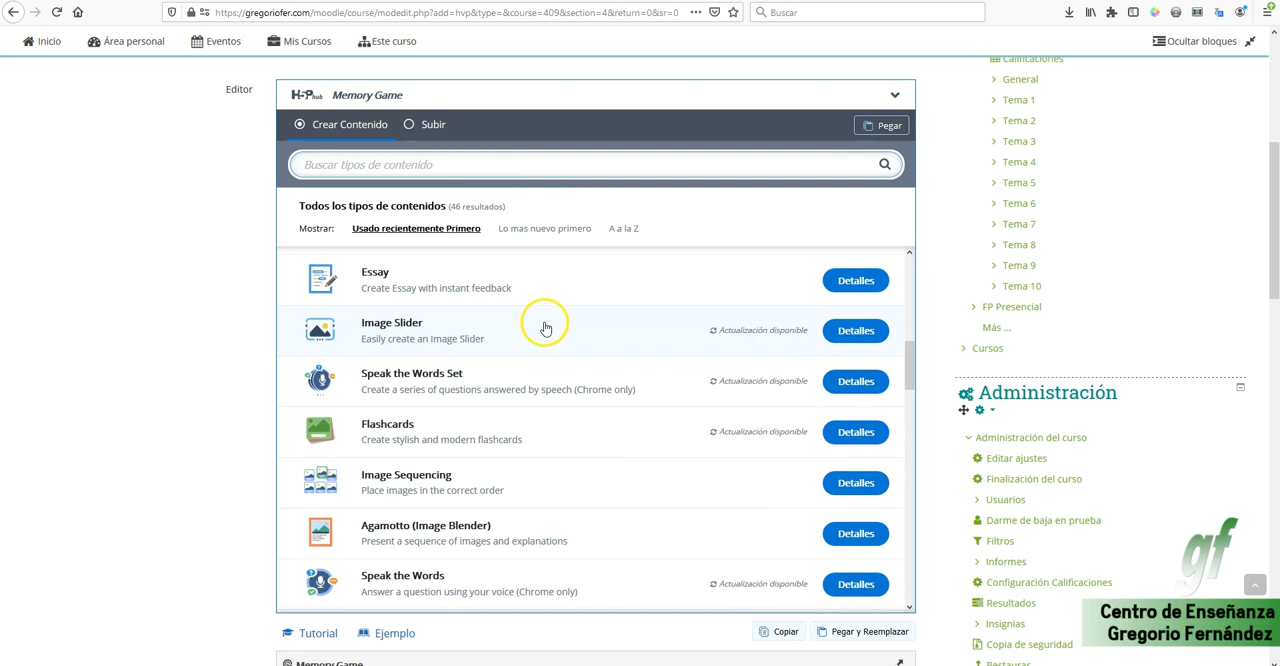 https://gregoriofer.com/moodle/course/modedit.php?add=hvp&type=&course=409&section=4&return=0&sr=0
Buscar
Inicio
Área personal
Eventos
Mis Cursos
Este curso
Ocultar bloques
Editor
H5P hub Memory Game
Crear Contenido
Subir
Pegar
Buscar tipos de contenido
Todos los tipos de contenidos (46 resultados)
Mostrar: Usado recientemente Primero Lo mas nuevo primero A a la Z
Essay
Create Essay with instant feedback
Detalles
Image Slider
Easily create an Image Slider
Actualización disponible
Detalles
Speak the Words Set
Create a series of questions answered by speech (Chrome only)
Actualización disponible
Detalles
Flashcards
Create stylish and modern flashcards
Actualización disponible
Detalles
Image Sequencing
Place images in the correct order
Detalles
Agamotto (Image Blender)
Present a sequence of images and explanations
Detalles
Speak the Words
Answer a question using your voice (Chrome only)
Actualización disponible
Detalles
Tutorial
Ejemplo
Copiar
Pegar y Reemplazar
Memory Game
Calificaciones
General
Tema 1
Tema 2
Tema 3
Tema 4
Tema 5
Tema 6
Tema 7
Tema 8
Tema 9
Tema 10
FP Presencial
Más ...
Cursos
Administración
Administración del curso
Editar ajustes
Finalización del curso
Usuarios
Darme de baja en prueba
Filtros
Informes
Configuración Calificaciones
Resultados
Insignias
Copia de seguridad
Restaurar
gf
Centro de Enseñanza
Gregorio Fernández